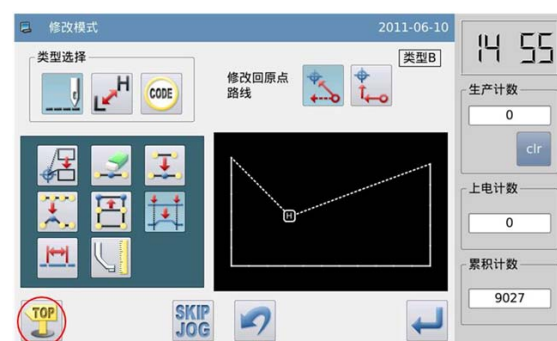 修改模式
2011-06-10
14 55
类型选择
类型B
H
L
CODE
修改回原点
路线
生产计数
0
clr
上电计数
0
H
累积计数
9027
TOP
SKIP
JOG